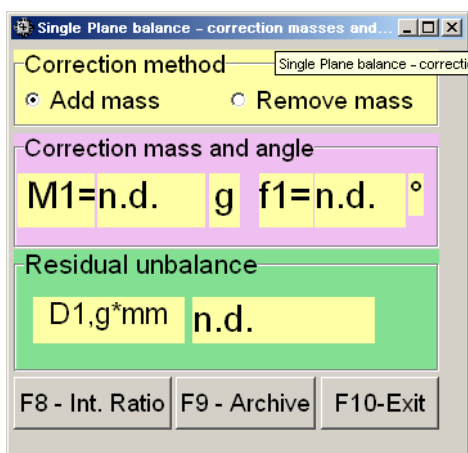 Single Plane balance - correction masses and...
Correction method
Single Plane balance - correcti
Add mass Remove mass
Correction mass and angle
M1= n.d. g f1= n.d. °
Residual unbalance
D1,g*mm n.d.
F8 - Int. Ratio F9 - Archive F10-Exit